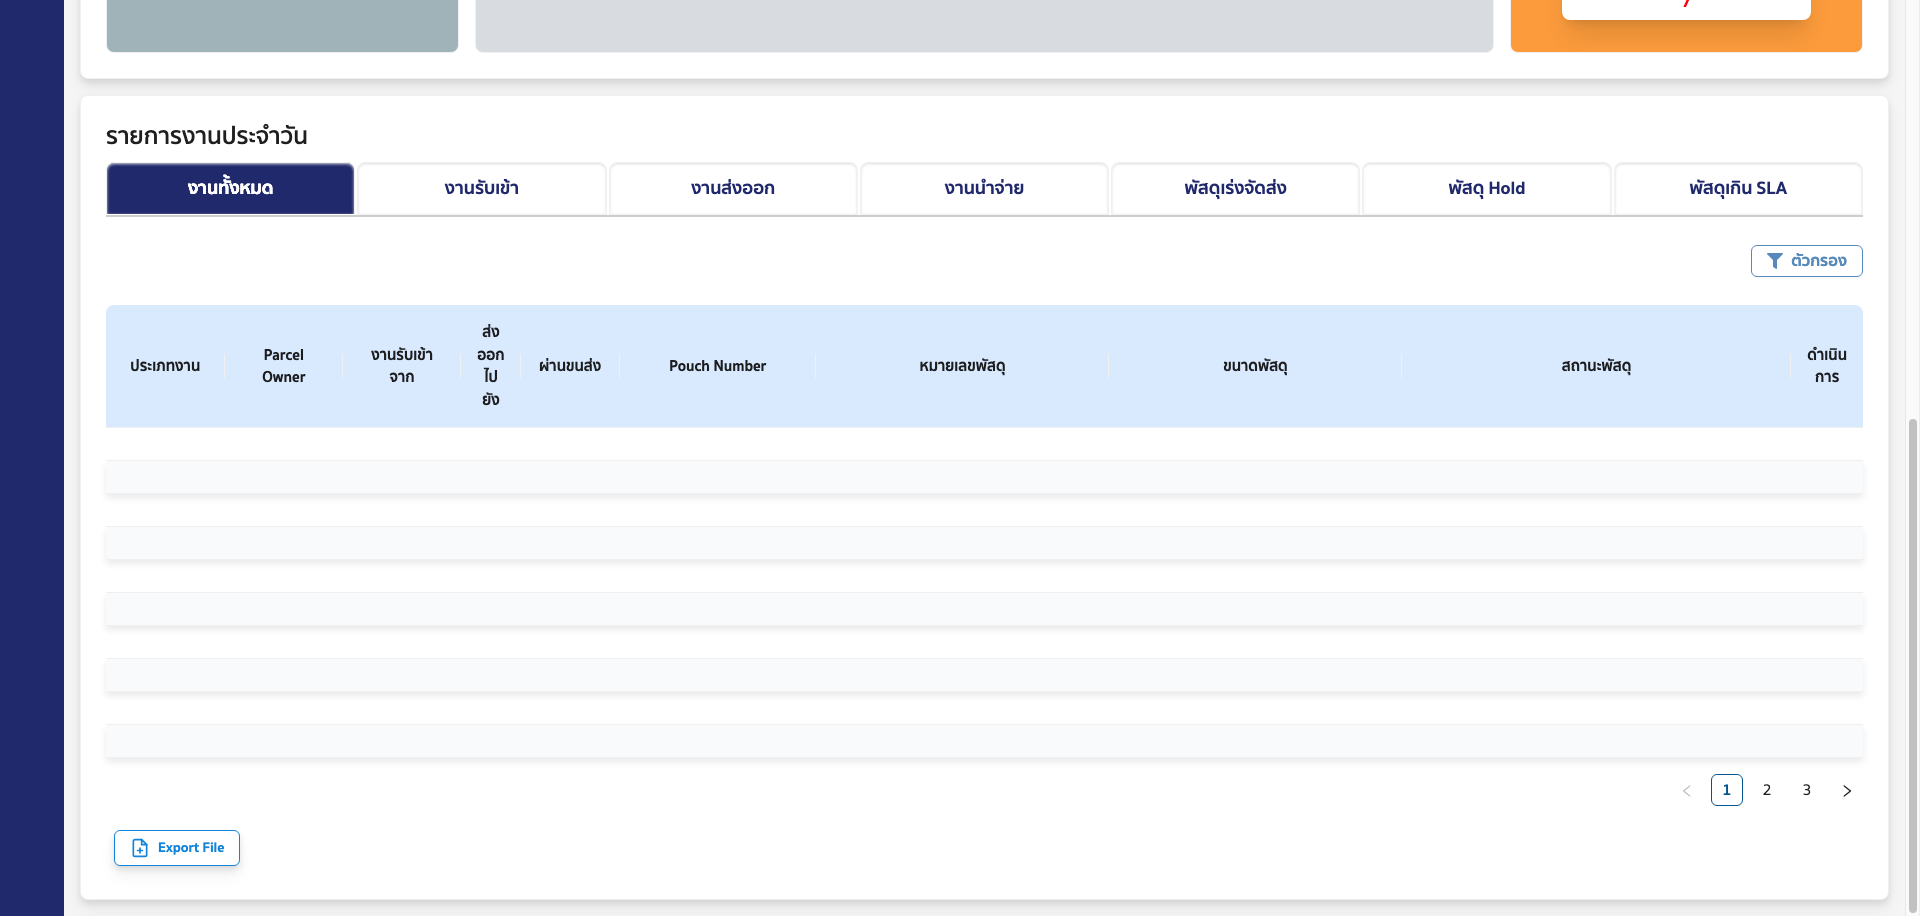 รายการงานประจำวัน
งานทั้งหมด งานรับเข้า งานส่งออก งานนำจ่าย พัสดุเร่งจัดส่ง พัสดุ Hold พัสดุเกิน SLA
ตัวกรอง
ประเภทงาน
Parcel
Owner
งานรับเข้า
จาก
ส่ง
ออก
ไป
ยัง
ผ่านขนส่ง
Pouch Number
หมายเลขพัสดุ
ขนาดพัสดุ
สถานะพัสดุ
ดำเนิน
การ
1 2 3
Export File